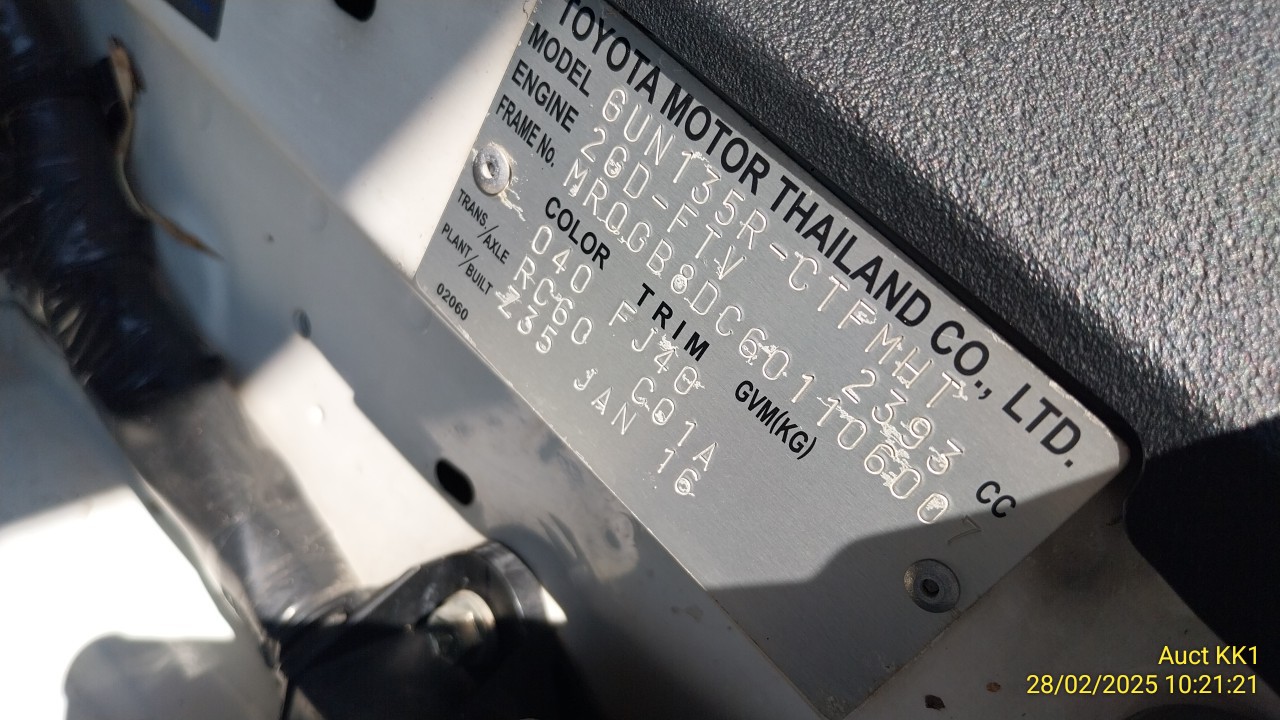 TOYOTA MOTOR THAILAND CO., LTD.
MODEL GUN135R-CTFMHT
ENGINE 2GD-FTV 2393 CC
FRAME No. MR0GB8DC601106007
COLOR TRIM GVM(KG)
040 FJ40
TRANS/AXLE RC60 G01A
PLANT/BUILT Z35 JAN 16
02060
Auct KK1
28/02/2025 10:21:21